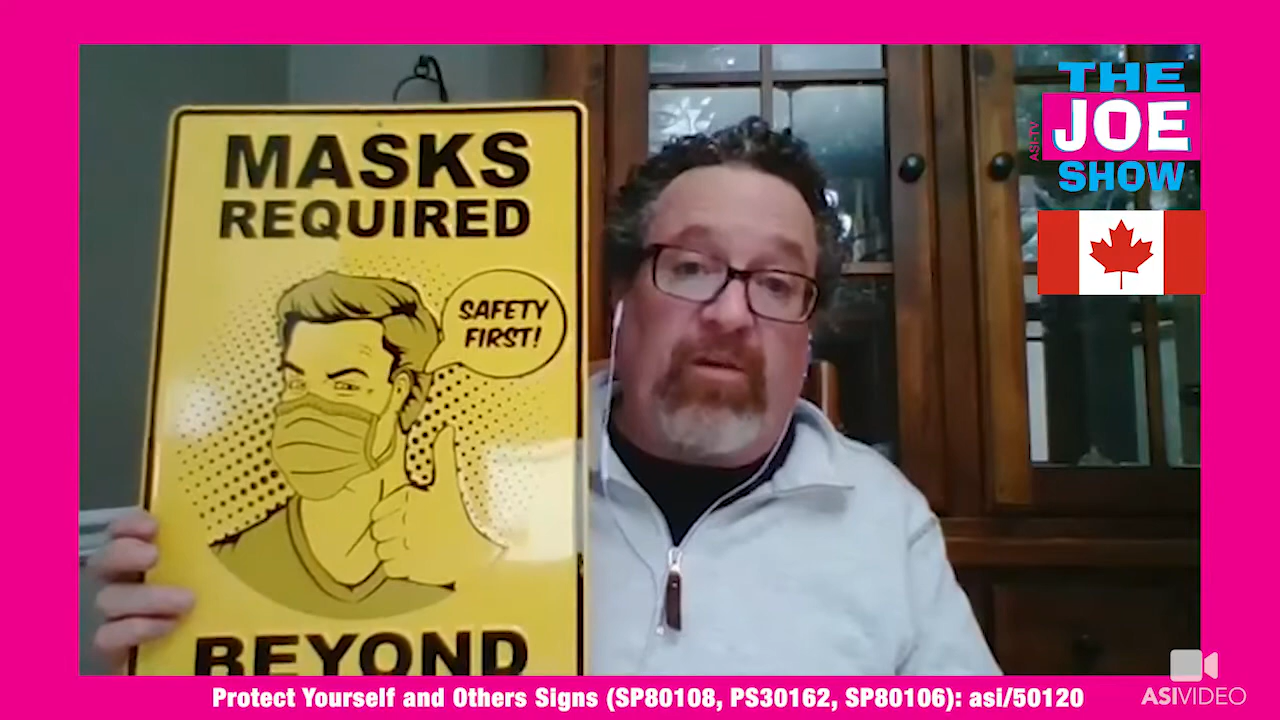 MASKS
REQUIRED
SAFETY
FIRST!
BEYOND
THE
ASI-TV
JOE
SHOW
Protect Yourself and Others Signs (SP80108, PS30162, SP80106): asi/50120
ASIVIDEO